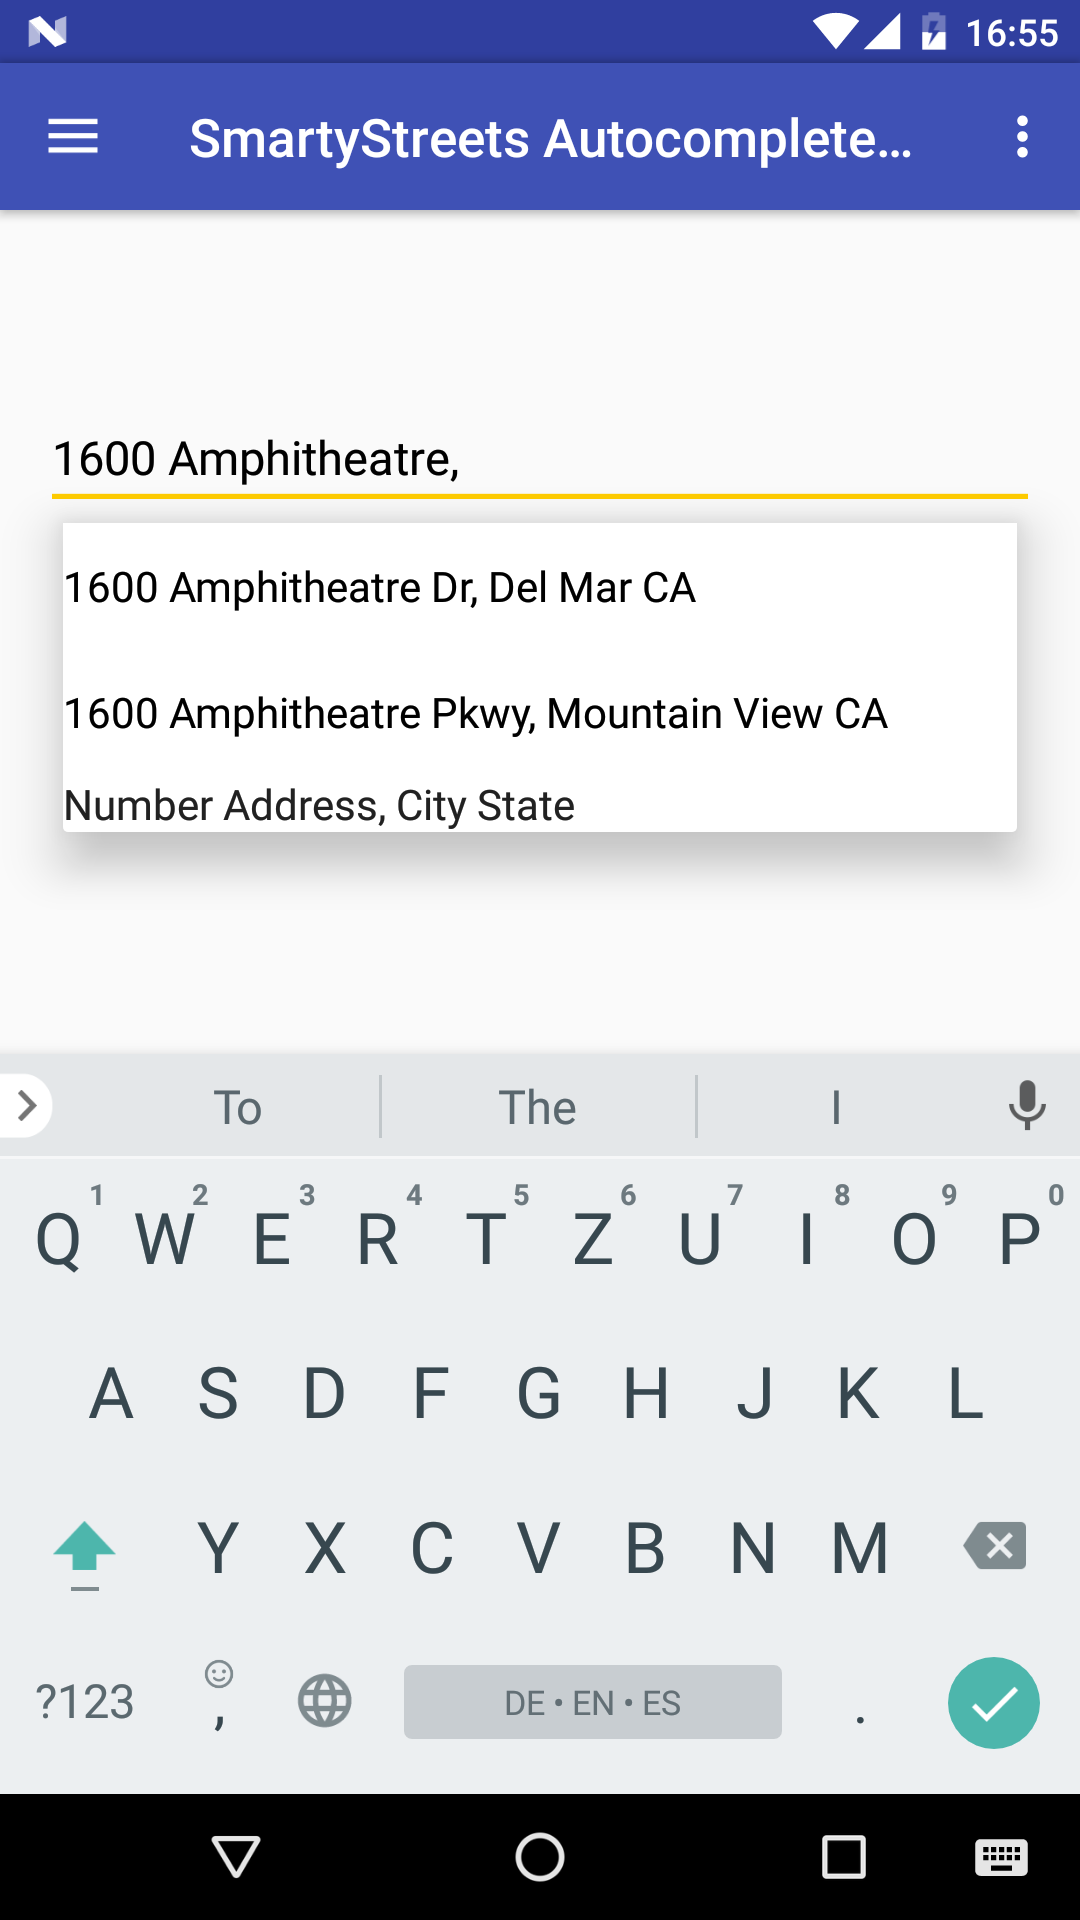 16:55
SmartyStreets Autocomplete...
1600 Amphitheatre,
1600 Amphitheatre Dr, Del Mar CA
1600 Amphitheatre Pkwy, Mountain View CA
Number Address, City State
To The I
1 2 3 4 5 6 7 8 9 0
Q W E R T Z U I O P
A S D F G H J K L
Y X C V B N M
?123 , DE • EN • ES .